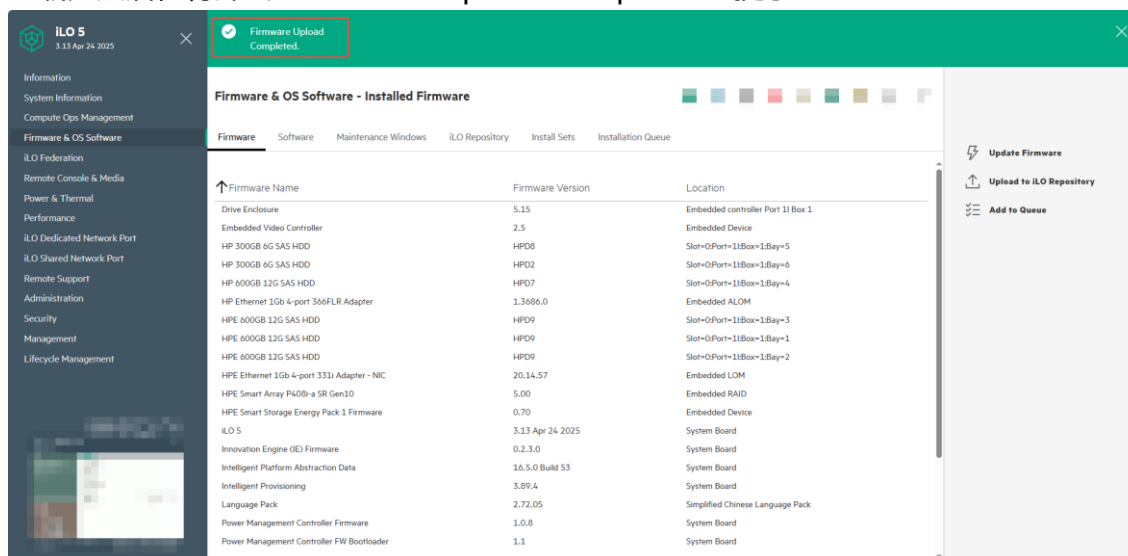 iLO 5
3.13 Apr 24 2025
Firmware Upload
Completed.
Information
System Information
Compute Ops Management
Firmware & OS Software
iLO Federation
Remote Console & Media
Power & Thermal
Performance
iLO Dedicated Network Port
iLO Shared Network Port
Remote Support
Administration
Security
Management
Lifecycle Management
Firmware & OS Software - Installed Firmware
Firmware Software Maintenance Windows iLO Repository Install Sets Installation Queue
Firmware Name Firmware Version Location
Drive Enclosure 5.15 Embedded controller Port 1I Box 1
Embedded Video Controller 2.5 Embedded Device
HP 300GB 6G SAS HDD HPD8 Slot=0:Port=1I:Box=1:Bay=5
HP 300GB 6G SAS HDD HPD2 Slot=0:Port=1I:Box=1:Bay=6
HP 600GB 12G SAS HDD HPD7 Slot=0:Port=1I:Box=1:Bay=4
HP Ethernet 1Gb 4-port 366FLR Adapter 1.3686.0 Embedded ALOM
HPE 600GB 12G SAS HDD HPD9 Slot=0:Port=1I:Box=1:Bay=3
HPE 600GB 12G SAS HDD HPD9 Slot=0:Port=1I:Box=1:Bay=1
HPE 600GB 12G SAS HDD HPD9 Slot=0:Port=1I:Box=1:Bay=2
HPE Ethernet 1Gb 4-port 331i Adapter - NIC 20.14.57 Embedded LOM
HPE Smart Array P408i-a SR Gen10 5.00 Embedded RAID
HPE Smart Storage Energy Pack 1 Firmware 0.70 Embedded Device
iLO 5 3.13 Apr 24 2025 System Board
Innovation Engine (IE) Firmware 0.2.3.0 System Board
Intelligent Platform Abstraction Data 16.5.0 Build 53 System Board
Intelligent Provisioning 3.89.4 System Board
Language Pack 2.72.05 Simplified Chinese Language Pack
Power Management Controller Firmware 1.0.8 System Board
Power Management Controller FW Bootloader 1.1 System Board
Update Firmware
Upload to iLO Repository
Add to Queue